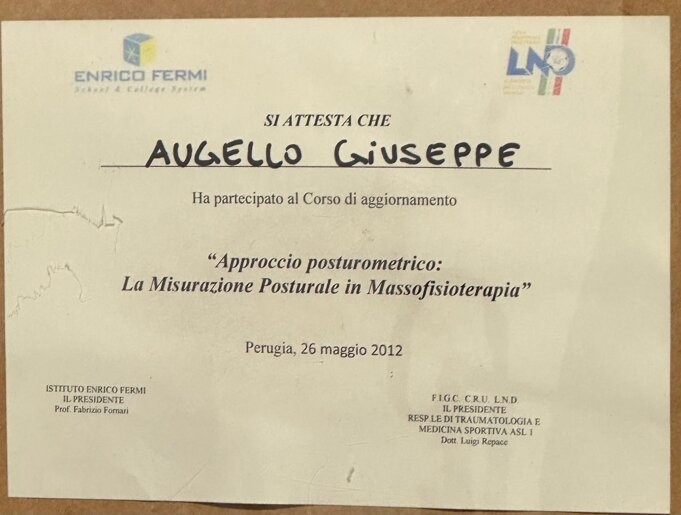 ENRICO FERMI
School & College System
LND
SI ATTESTA CHE
AUGELLO GIUSEPPE
Ha partecipato al Corso di aggiornamento
“Approccio posturometrico:
La Misurazione Posturale in Massofisioterapia”
Perugia, 26 maggio 2012
ISTITUTO ENRICO FERMI
IL PRESIDENTE
Prof. Fabrizio Fornari
F.I.G.C. C.R.U. L.N.D.
IL PRESIDENTE
RESP.LE DI TRAUMATOLOGIA E
MEDICINA SPORTIVA ASL 1
Dott. Luigi Repace